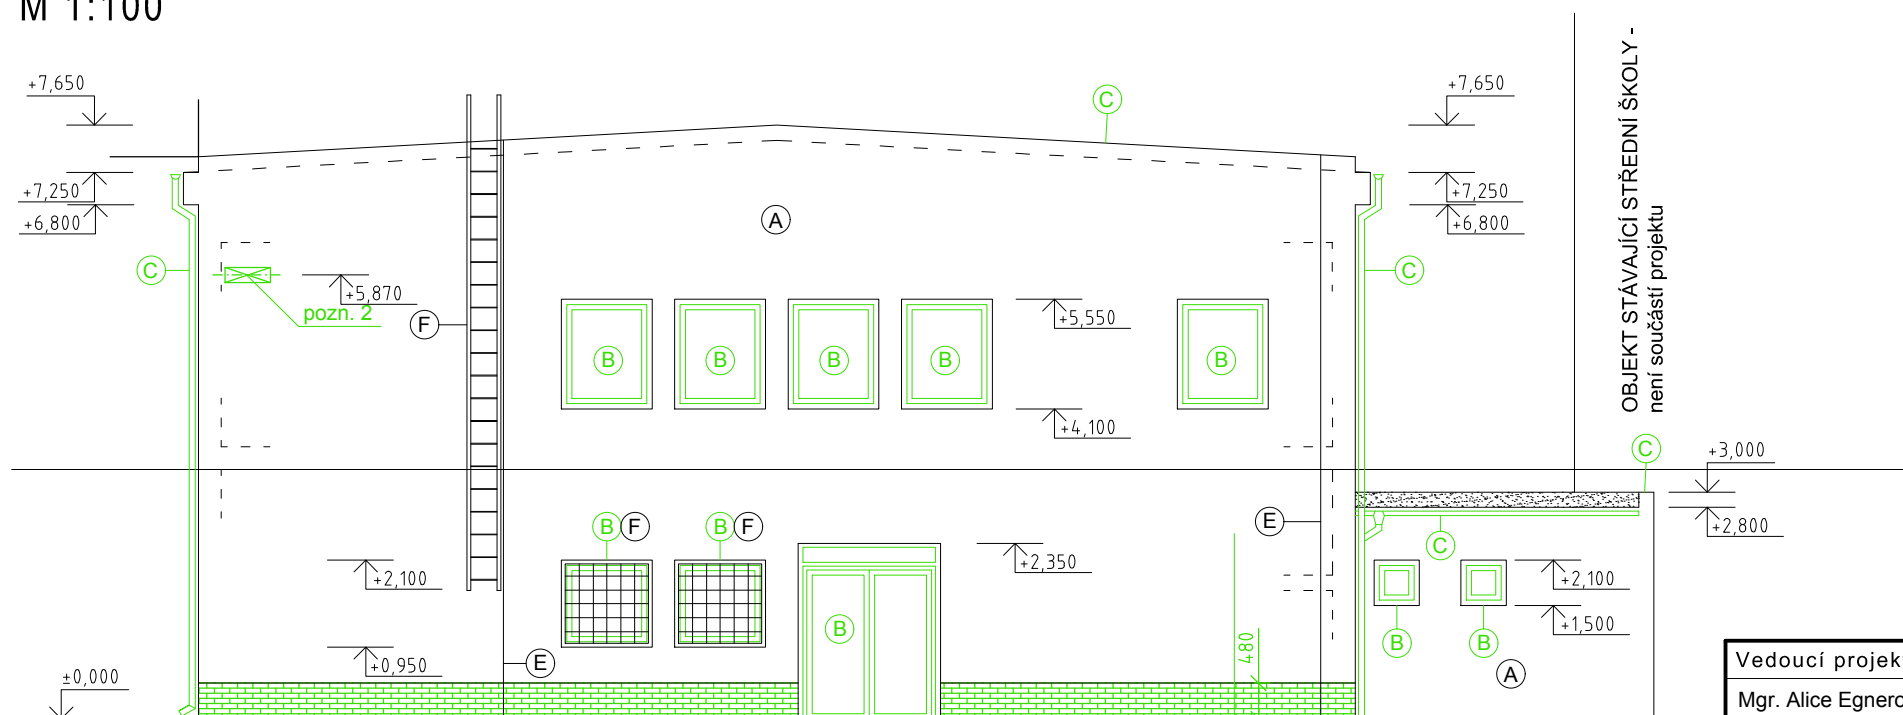 M 1:100
+7,650
C
+7,650
OBJEKT STÁVAJÍCÍ STŘEDNÍ ŠKOLY -
není součástí projektu
+7,250
+7,250
+6,800
A
+6,800
C
C
+5,870
pozn. 2
F
+5,550
B
B
B
B
B
+4,100
C
+3,000
B F
B F
E
+2,800
C
+2,350
+2,100
+2,100
B
+1,500
480
B
B
E
+0,950
A
±0,000
Vedoucí projek
Mgr. Alice Egnero